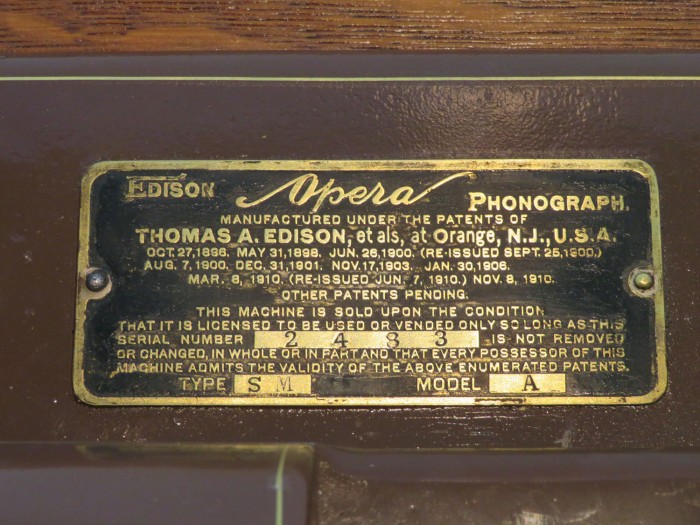 EDISON Opera PHONOGRAPH.
MANUFACTURED UNDER THE PATENTS OF
THOMAS A. EDISON, et als, at Orange, N.J., U.S.A.
OCT. 27, 1896. MAY 31, 1898. JUN. 26, 1900. (RE-ISSUED SEPT. 25, 1900.)
AUG. 7, 1900. DEC. 31, 1901. NOV. 17, 1903. JAN. 30, 1906.
MAR. 8, 1910. (RE-ISSUED JUN. 7, 1910.) NOV. 8, 1910.
OTHER PATENTS PENDING.
THIS MACHINE IS SOLD UPON THE CONDITION
THAT IT IS LICENSED TO BE USED OR VENDED ONLY SO LONG AS THIS
SERIAL NUMBER 2483 IS NOT REMOVED
OR CHANGED, IN WHOLE OR IN PART AND THAT EVERY POSSESSOR OF THIS
MACHINE ADMITS THE VALIDITY OF THE ABOVE ENUMERATED PATENTS.
TYPE SM MODEL A